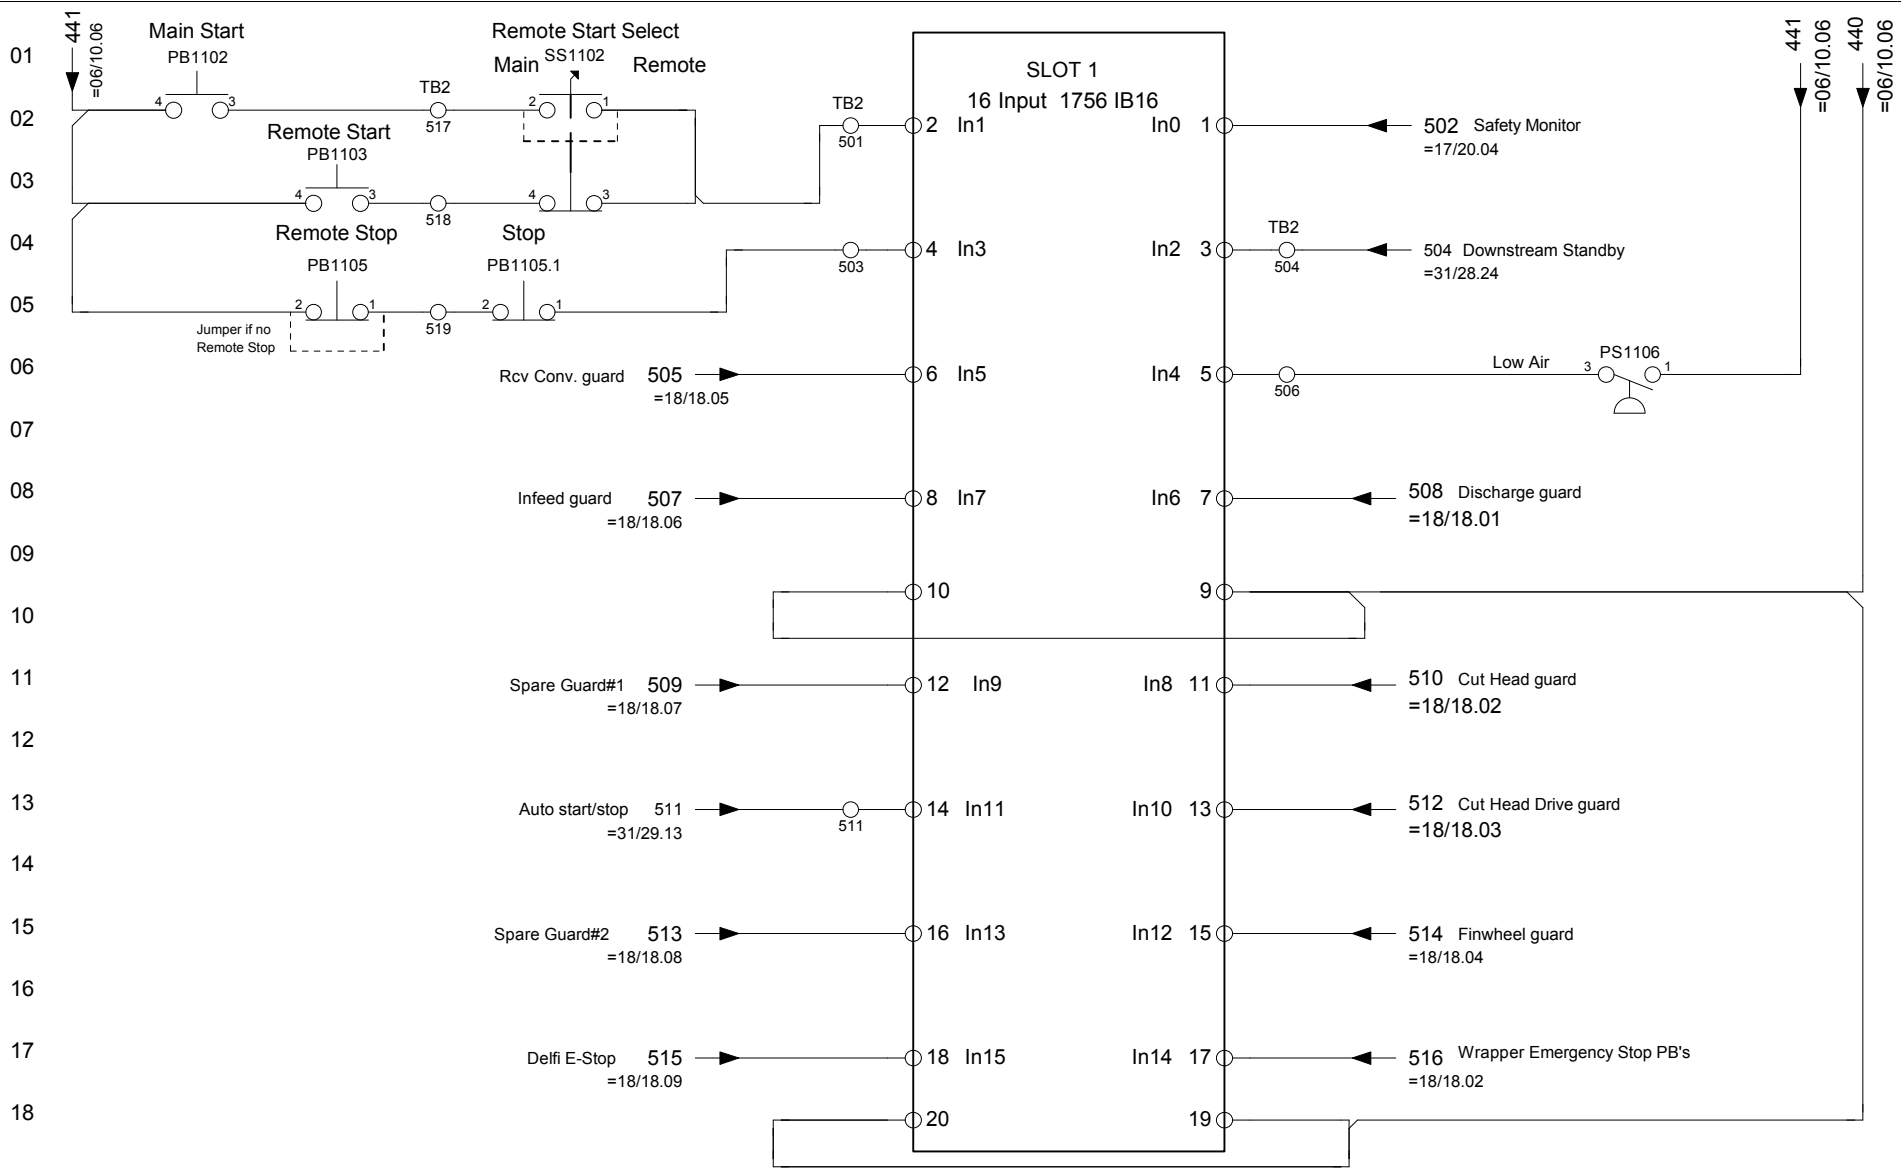 441
=06/10.06
Main Start
PB1102
4 3
TB2
517
Remote Start Select
SS1102
Main Remote
2 1
Remote Start
PB1103
4 3
518
4 3
Remote Stop
PB1105
2 1
519
Stop
PB1105.1
2 1
Jumper if no
Remote Stop
01
02
03
04
05
06
07
08
09
10
11
12
13
14
15
16
17
18
SLOT 1
16 Input 1756 IB16
TB2
501
2 In1
In0 1
502 Safety Monitor
=17/20.04
503
4 In3
In2 3
TB2
504
504 Downstream Standby
=31/28.24
Rcv Conv. guard 505
=18/18.05
6 In5
In4 5
506
Low Air
3 PS1106 1
Infeed guard 507
=18/18.06
8 In7
In6 7
508 Discharge guard
=18/18.01
10
9
Spare Guard#1 509
=18/18.07
12 In9
In8 11
510 Cut Head guard
=18/18.02
Auto start/stop 511
=31/29.13
511
14 In11
In10 13
512 Cut Head Drive guard
=18/18.03
Spare Guard#2 513
=18/18.08
16 In13
In12 15
514 Finwheel guard
=18/18.04
Delfi E-Stop 515
=18/18.09
18 In15
In14 17
516 Wrapper Emergency Stop PB's
=18/18.02
20
19
441
=06/10.06
440
=06/10.06